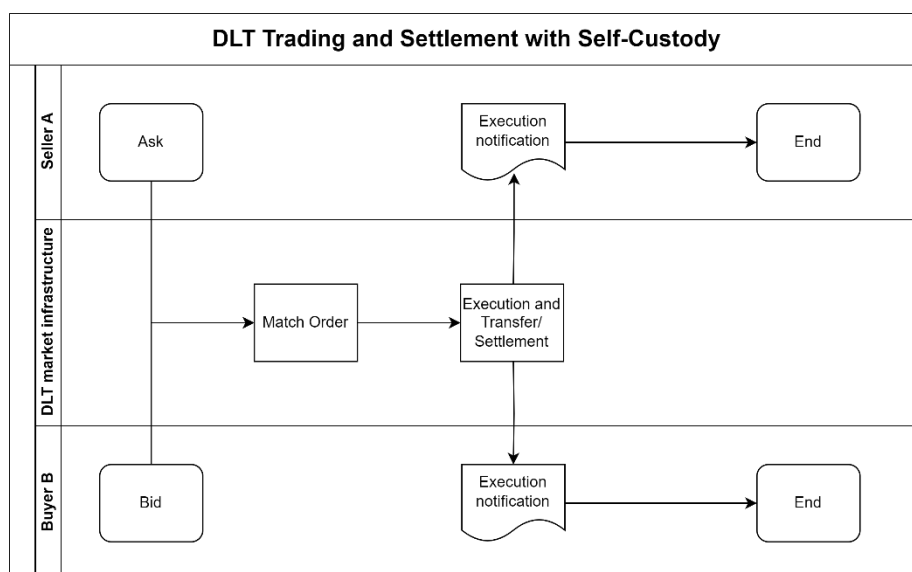 DLT Trading and Settlement with Self-Custody
Seller A
Ask
Execution
notification
End
DLT market infrastructure
Match Order
Execution and
Transfer/
Settlement
Buyer B
Bid
Execution
notification
End